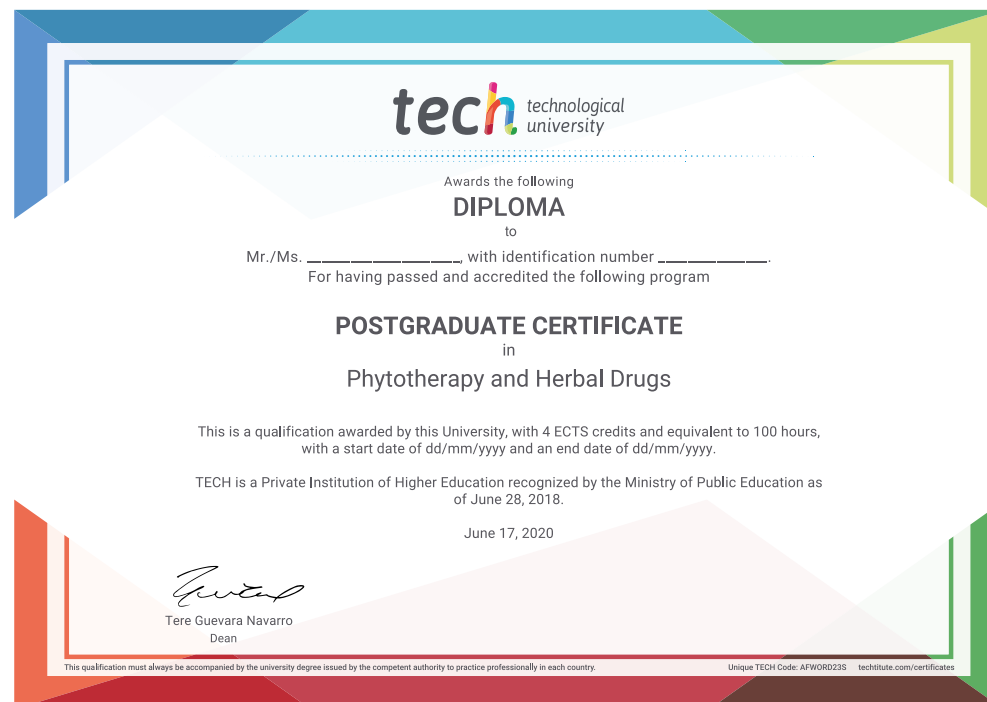 tech technological
university
Awards the following
DIPLOMA
to
Mr./Ms. _____________________, with identification number _______________.
For having passed and accredited the following program
POSTGRADUATE CERTIFICATE
in
Phytotherapy and Herbal Drugs
This is a qualification awarded by this University, with 4 ECTS credits and equivalent to 100 hours,
with a start date of dd/mm/yyyy and an end date of dd/mm/yyyy.
TECH is a Private Institution of Higher Education recognized by the Ministry of Public Education as
of June 28, 2018.
June 17, 2020
Tere Guevara Navarro
Dean
This qualification must always be accompanied by the university degree issued by the competent authority to practice professionally in each country.
Unique TECH Code: AFWORD23S techtitute.com/certificates